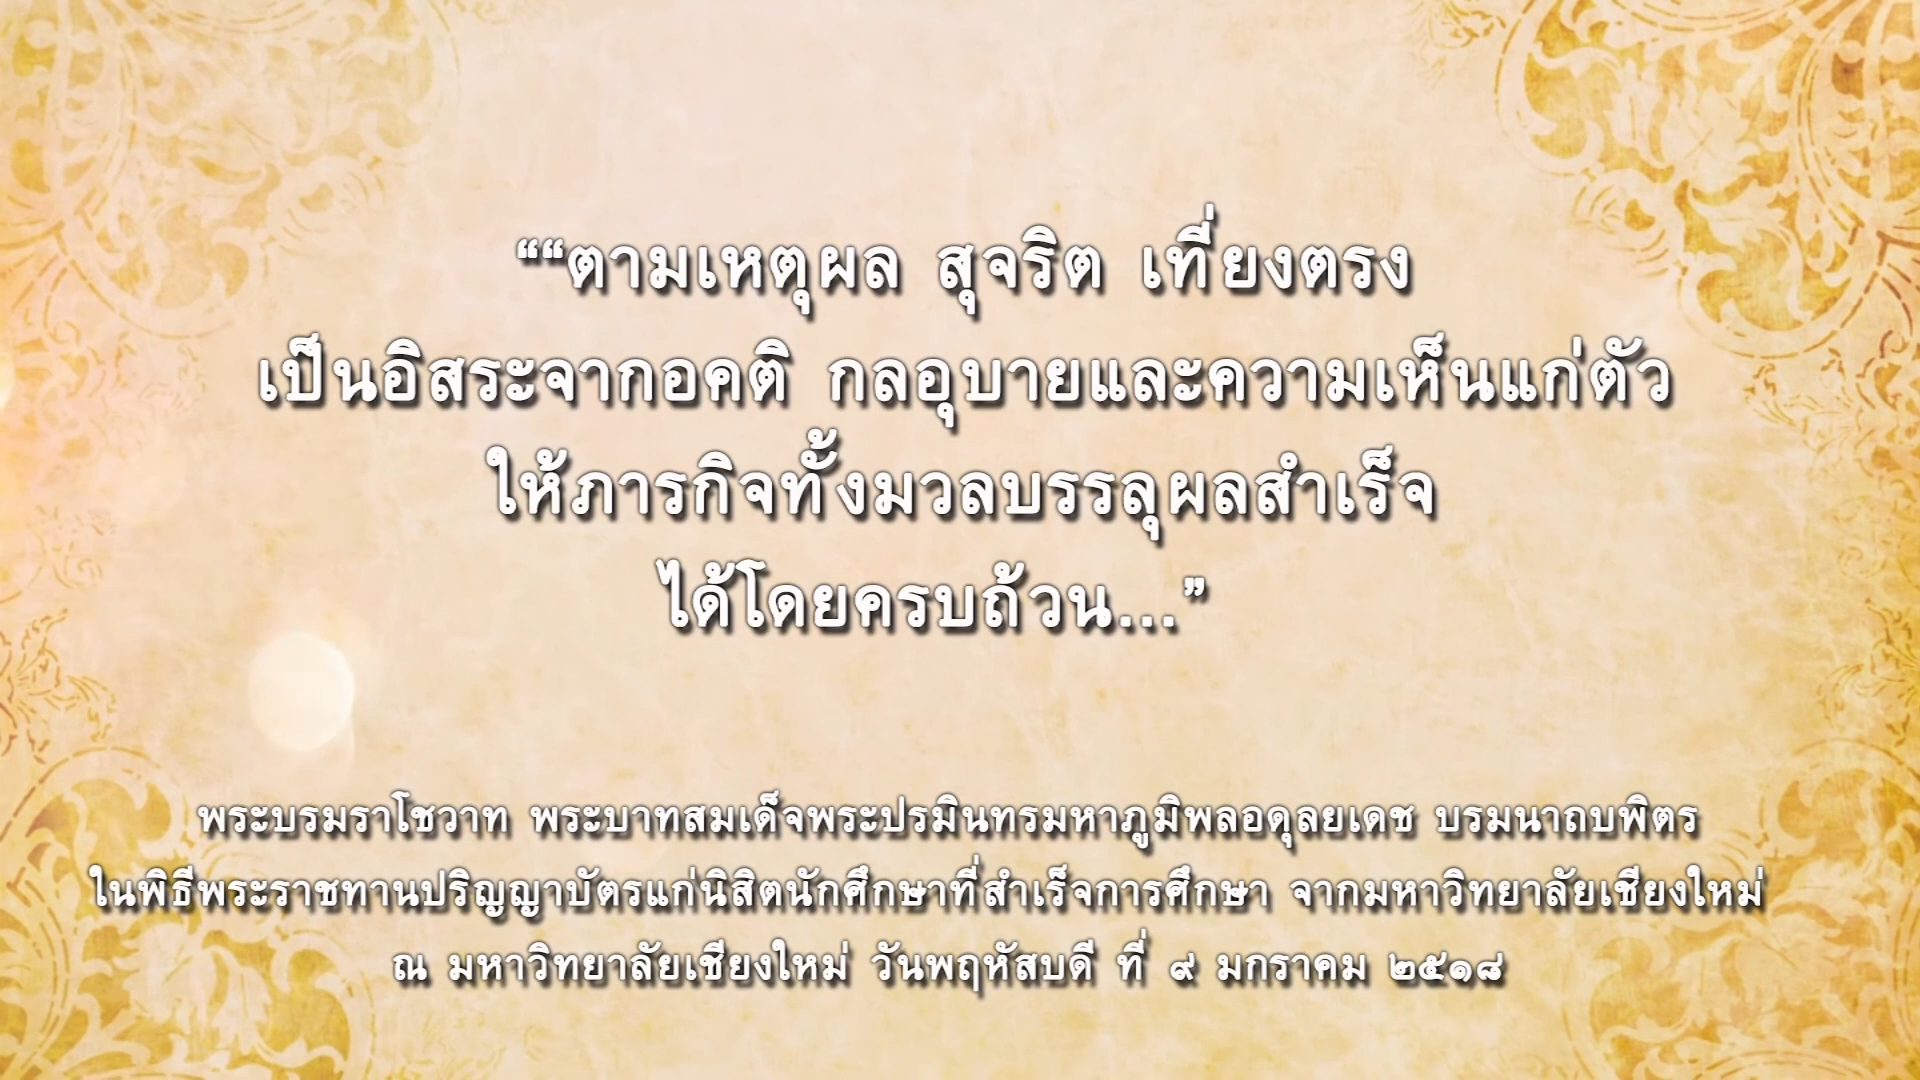 ““ตามเหตุผล สุจริต เที่ยงตรง
เป็นอิสระจากอคติ กลอุบายและความเห็นแก่ตัว
ให้ภารกิจทั้งมวลบรรลุผลสำเร็จ
ได้โดยครบถ้วน...”
พระบรมราโชวาท พระบาทสมเด็จพระปรมินทรมหาภูมิพลอดุลยเดช บรมนาถบพิตร
ในพิธีพระราชทานปริญญาบัตรแก่นิสิตนักศึกษาที่สำเร็จการศึกษา จากมหาวิทยาลัยเชียงใหม่
ณ มหาวิทยาลัยเชียงใหม่ วันพฤหัสบดี ที่ ๙ มกราคม ๒๕๑๘